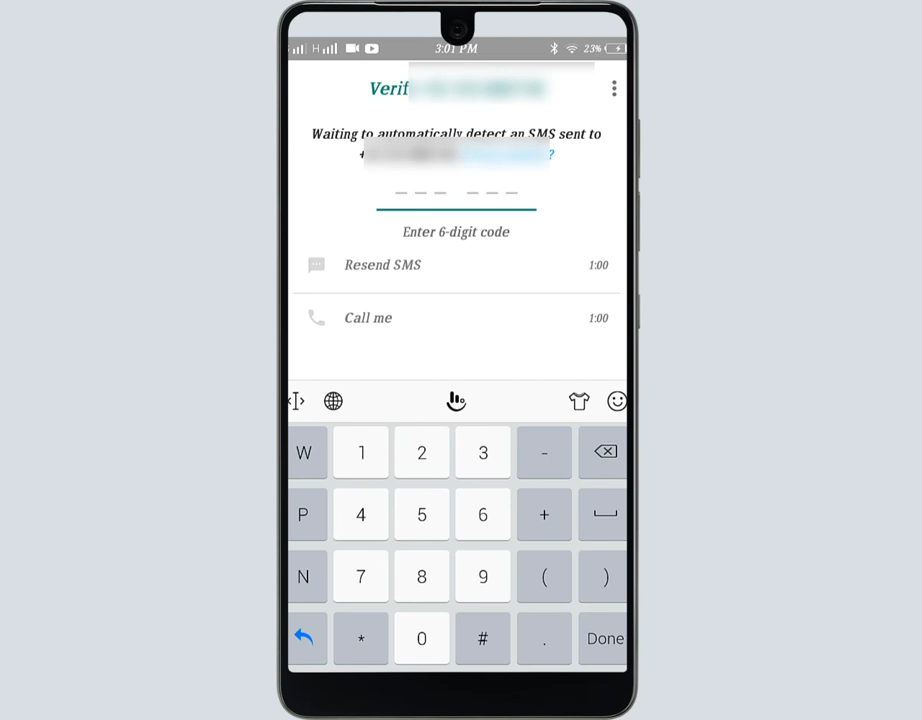 H 3:01 PM 23%
Verif
Waiting to automatically detect an SMS sent to
+ ?
Enter 6-digit code
Resend SMS 1:00
Call me 1:00
W 1 2 3 -
P 4 5 6 +
N 7 8 9 ( )
* 0 # . Done